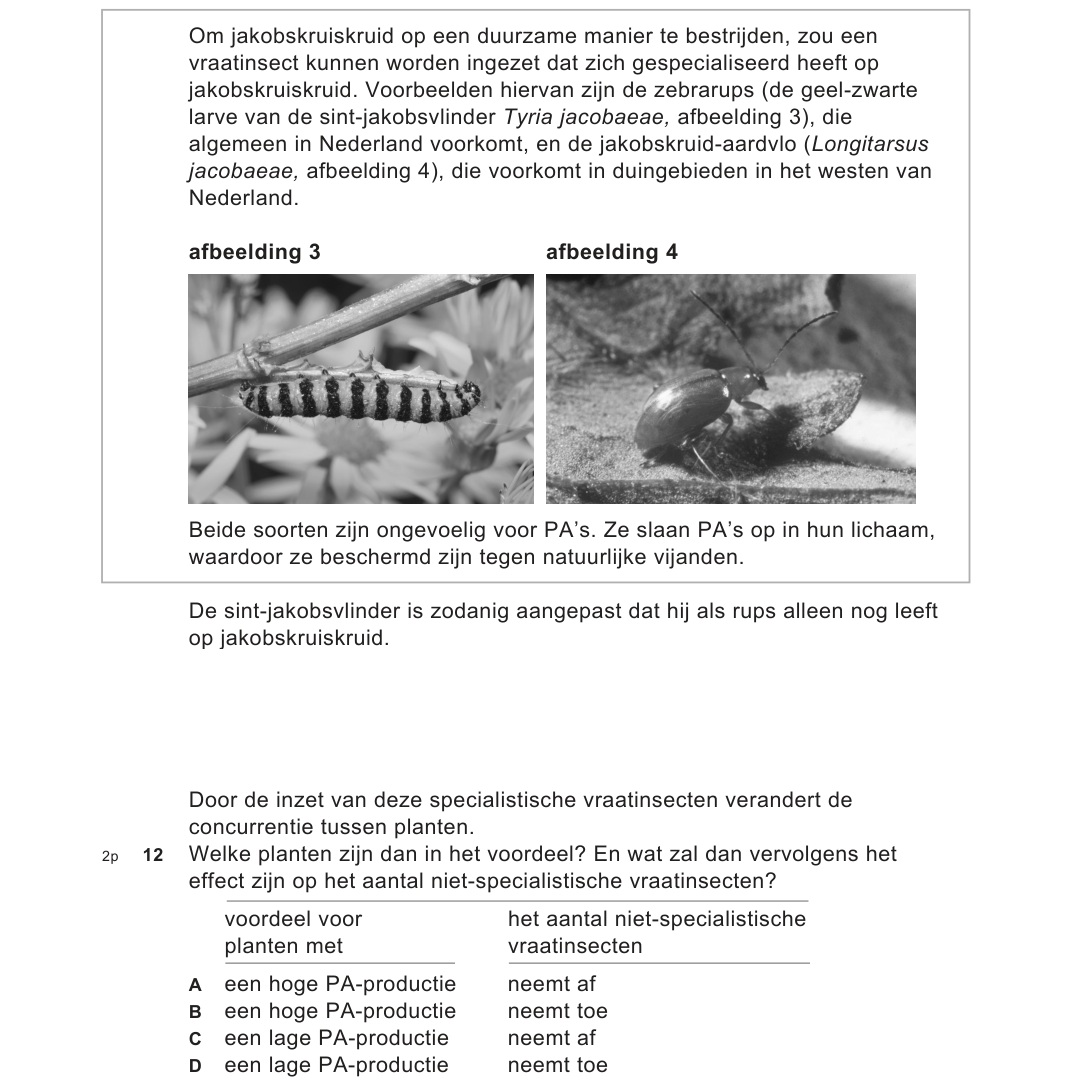 Om jakobskruiskruid op een duurzame manier te bestrijden, zou een
vraatinsect kunnen worden ingezet dat zich gespecialiseerd heeft op
jakobskruiskruid. Voorbeelden hiervan zijn de zebrarups (de geel-zwarte
larve van de sint-jakobsvlinder Tyria jacobaeae, afbeelding 3), die
algemeen in Nederland voorkomt, en de jakobskruid-aardvlo (Longitarsus
jacobaeae, afbeelding 4), die voorkomt in duingebieden in het westen van
Nederland.
afbeelding 3 afbeelding 4
Beide soorten zijn ongevoelig voor PA's. Ze slaan PA's op in hun lichaam,
waardoor ze beschermd zijn tegen natuurlijke vijanden.
De sint-jakobsvlinder is zodanig aangepast dat hij als rups alleen nog leeft
op jakobskruiskruid.
Door de inzet van deze specialistische vraatinsecten verandert de
concurrentie tussen planten.
2p 12 Welke planten zijn dan in het voordeel? En wat zal dan vervolgens het
effect zijn op het aantal niet-specialistische vraatinsecten?
voordeel voor het aantal niet-specialistische
planten met vraatinsecten
A een hoge PA-productie neemt af
B een hoge PA-productie neemt toe
C een lage PA-productie neemt af
D een lage PA-productie neemt toe